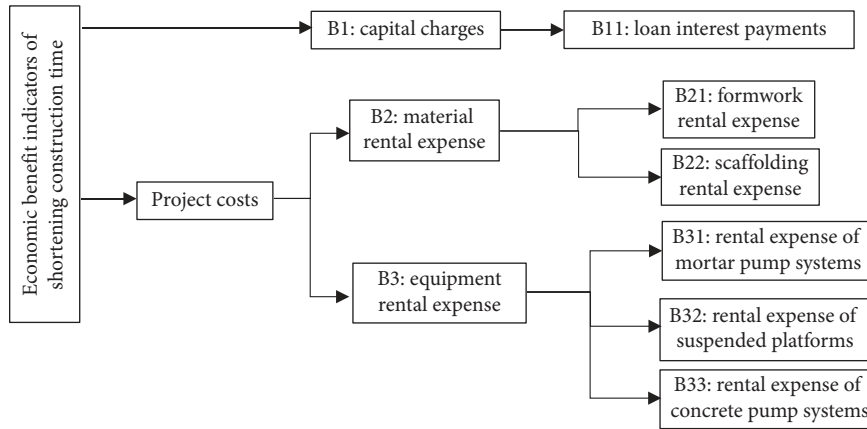 Economic benefit indicators of
shortening construction time
B1: capital charges
B11: loan interest payments
Project costs
B2: material
rental expense
B21: formwork
rental expense
B22: scaffolding
rental expense
B3: equipment
rental expense
B31: rental expense of
mortar pump systems
B32: rental expense of
suspended platforms
B33: rental expense of
concrete pump systems